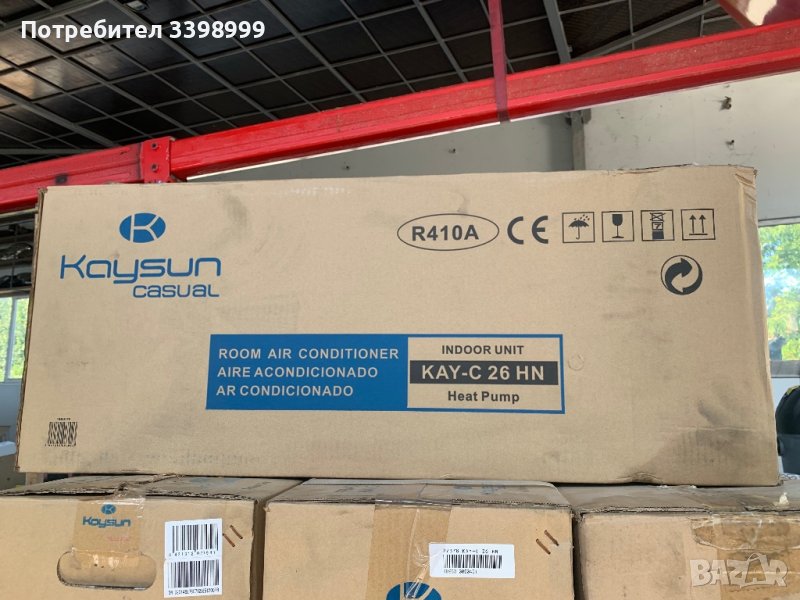 Потребител 3398999
R410A
CE
Kaysun
CASUAL
ROOM AIR CONDITIONER
AIRE ACONDICIONADO
AR CONDICIONADO
INDOOR UNIT
KAY-C 26 HN
Heat Pump
Kaysun
BAZAR